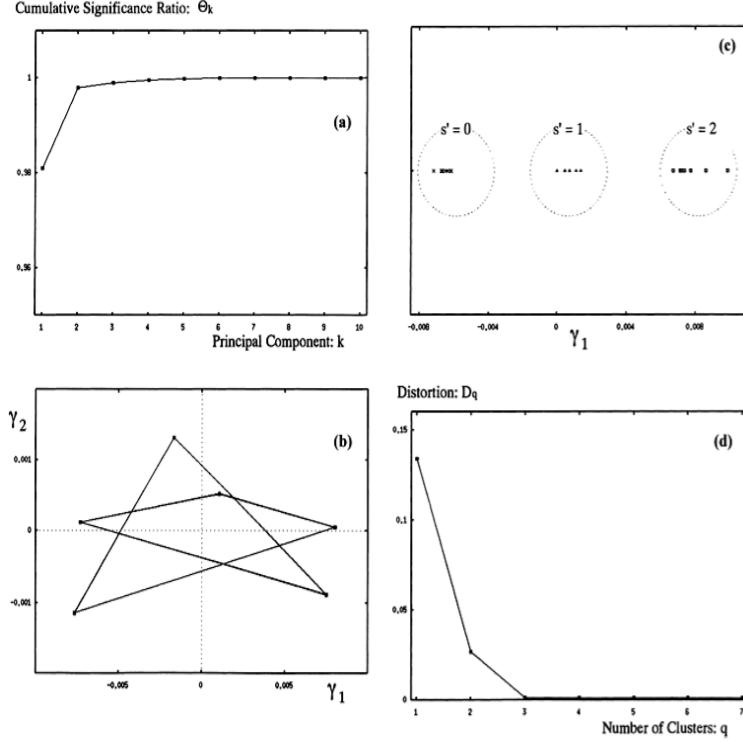 Cumulative Significance Ratio: Θk
1
0.98
0.96
(a)
1 2 3 4 5 6 7 8 9 10
Principal Component: k
(c)
s' = 0 s' = 1 s' = 2
-0.008 -0.004 0 0.004 0.008
γ1
γ2
(b)
0.001
0
-0.001
-0.005 0 0.005
γ1
Distortion: Dq
(d)
0.15
0.1
0.05
0
1 2 3 4 5 6 7
Number of Clusters: q